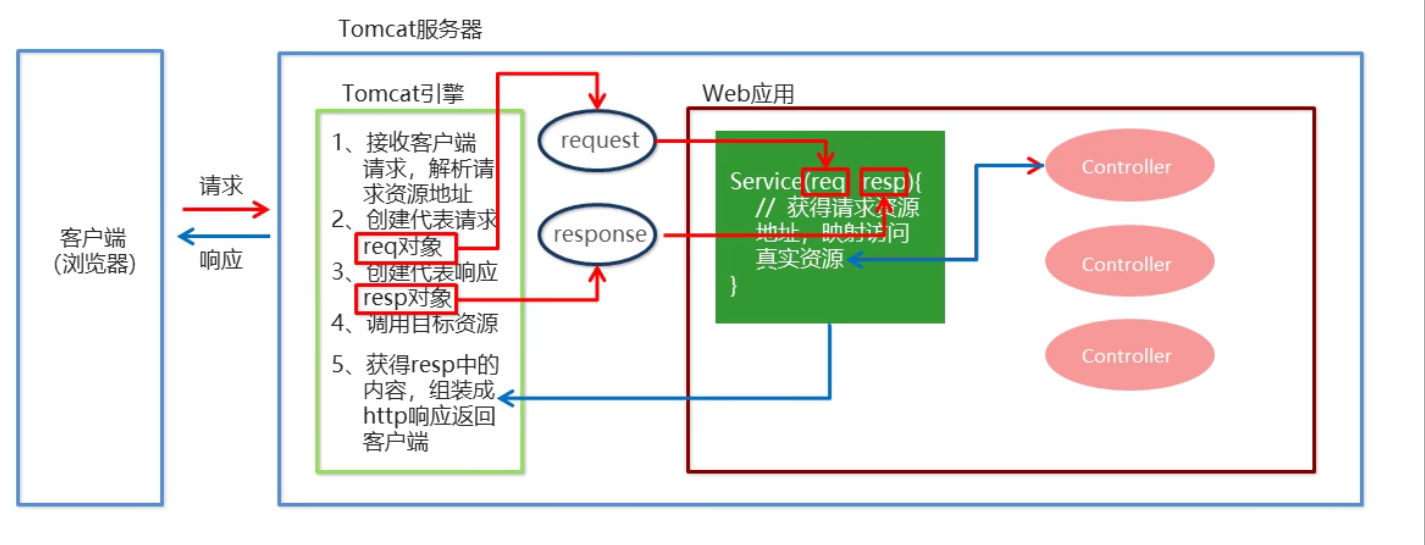 Tomcat服务器
客户端
(浏览器)
请求
响应
Tomcat引擎
1、接收客户端
请求，解析请
求资源地址
2、创建代表请求
req对象
3、创建代表响应
resp对象
4、调用目标资源
5、获得resp中的
内容，组装成
http响应返回
客户端
request
response
Web应用
Service(req resp){
// 获得请求资源
地址，映射访问
真实资源
}
Controller
Controller
Controller